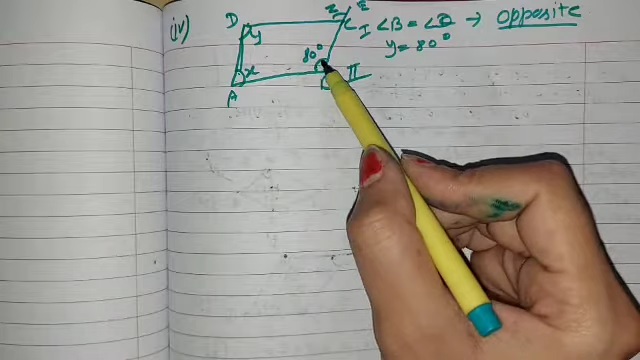 iv)
D
Z
E
C
I ∠B = ∠D → opposite
y = 80°
y
80°
x
II
A